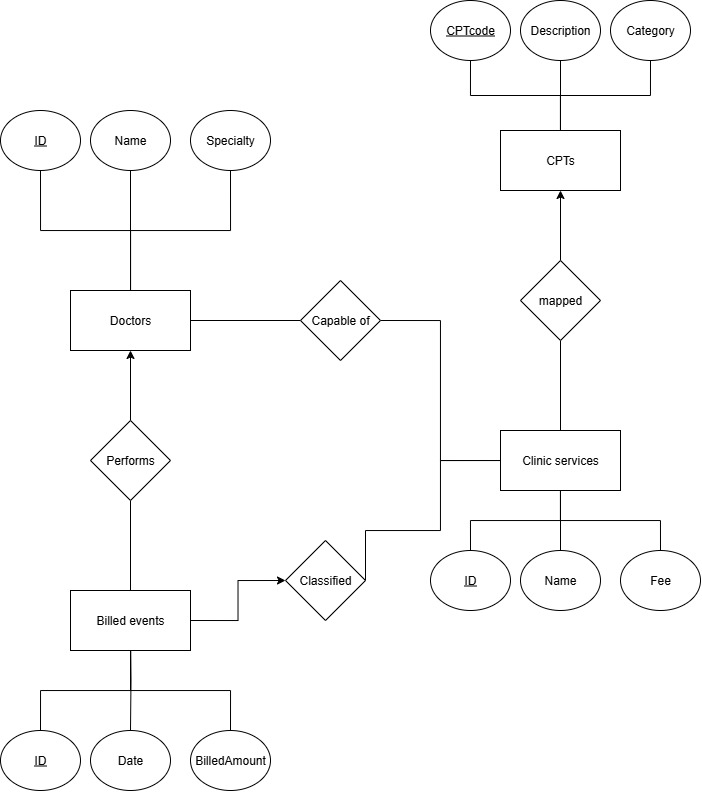 CPTcode
Description
Category
ID
Name
Specialty
CPTs
mapped
Doctors
Capable of
Performs
Clinic services
Classified
ID
Name
Fee
Billed events
ID
Date
BilledAmount